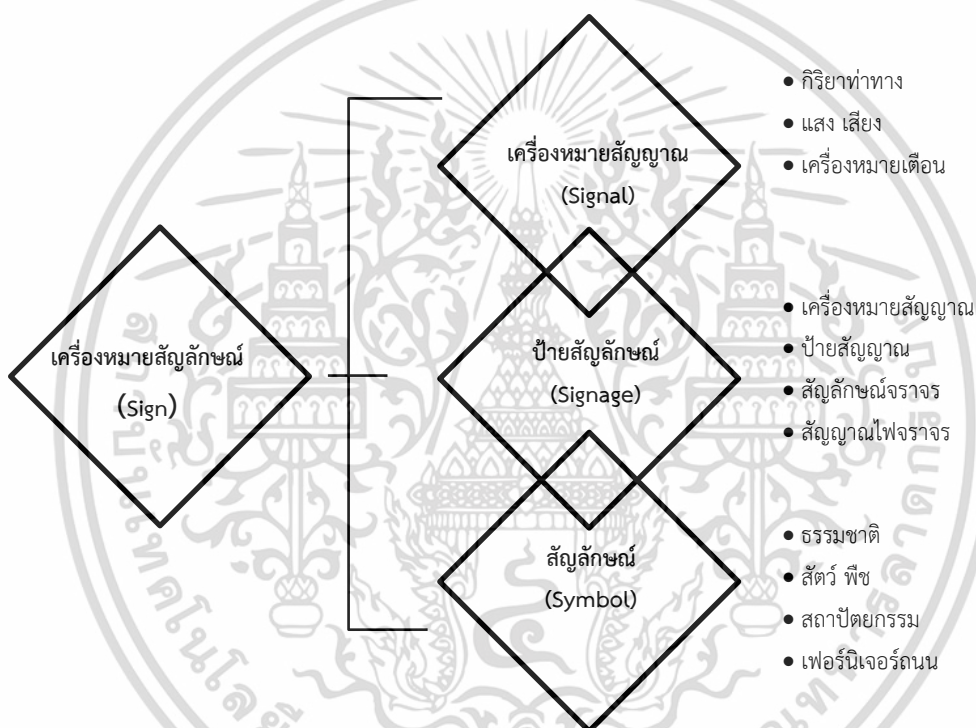 เครื่องหมายสัญลักษณ์
(Sign)
เครื่องหมายสัญญาณ
(Signal)
• กิริยาท่าทาง
• แสง เสียง
• เครื่องหมายเตือน
ป้ายสัญลักษณ์
(Signage)
• เครื่องหมายสัญญาณ
• ป้ายสัญญาณ
• สัญลักษณ์จราจร
• สัญญาณไฟจราจร
สัญลักษณ์
(Symbol)
• ธรรมชาติ
• สัตว์ พืช
• สถาปัตยกรรม
• เฟอร์นิเจอร์ถนน